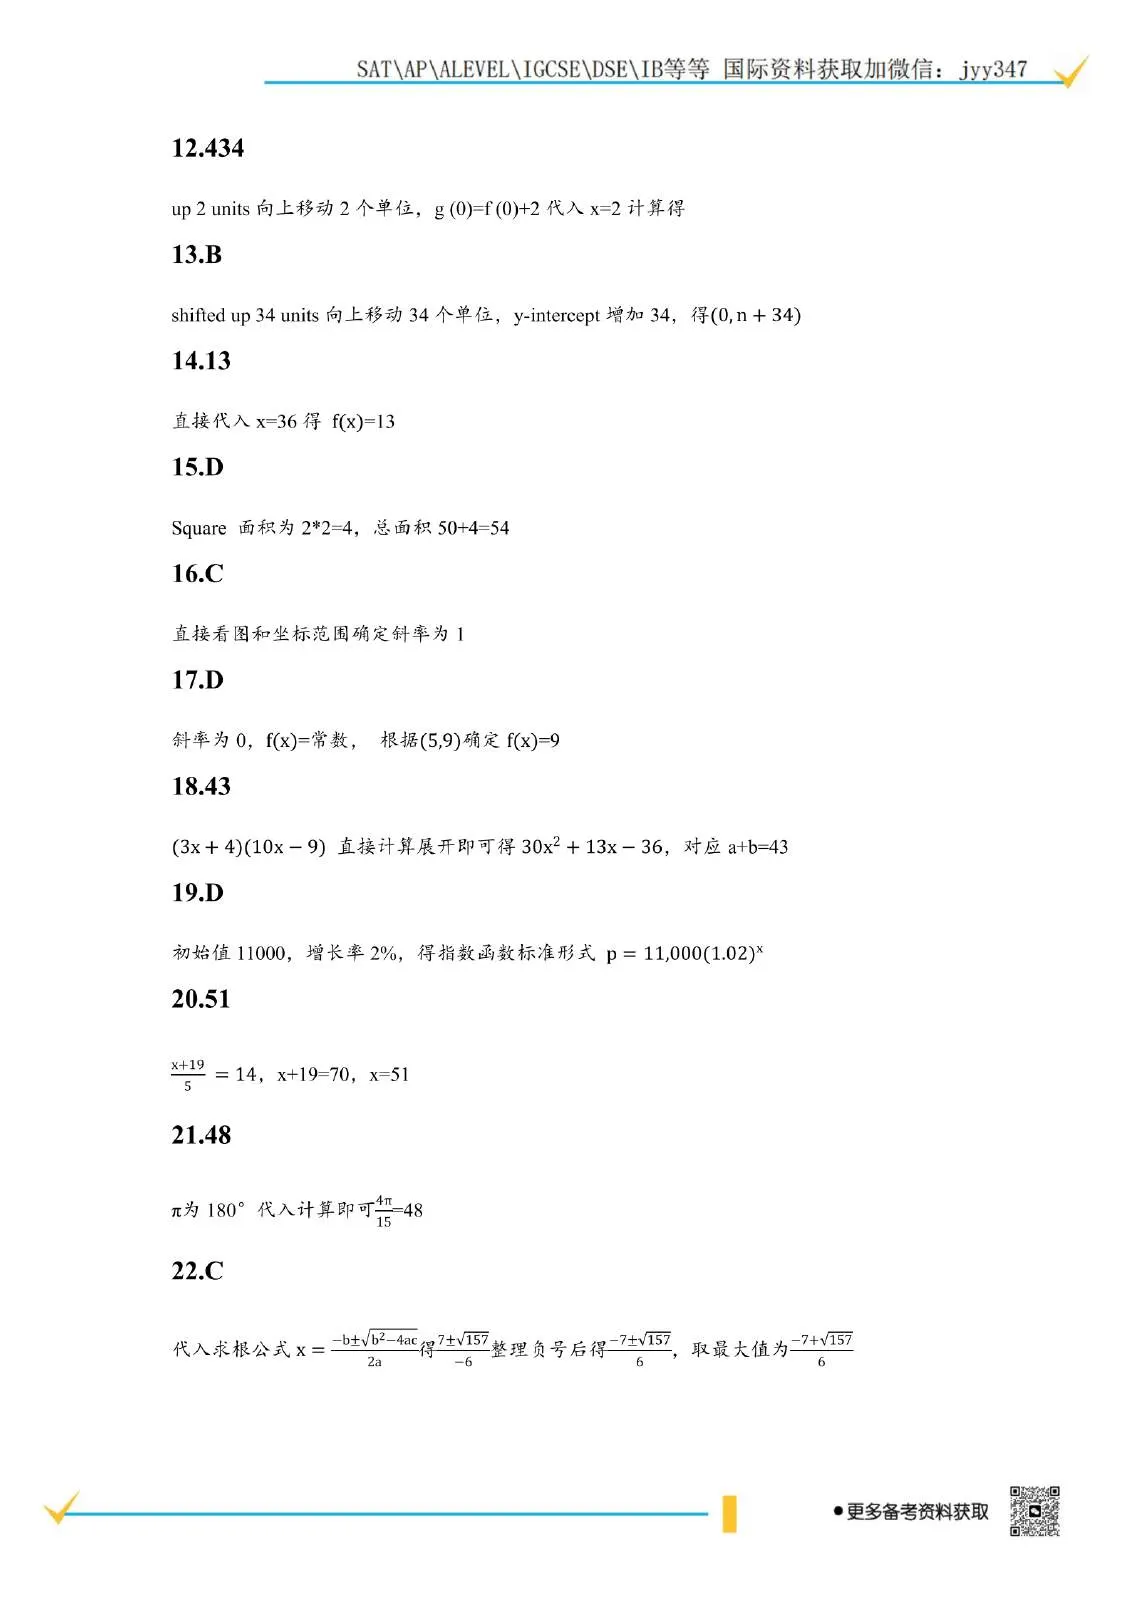 SAT\AP\ALEVEL\IGCSE\DSE\IB等等 国际资料获取加微信：jyy347
12.434
up 2 units 向上移动 2 个单位，g (0)=f (0)+2 代入 x=2 计算得
13.B
shifted up 34 units 向上移动 34 个单位，y-intercept 增加 34，得(0, n + 34)
14.13
直接代入 x=36 得 f(x)=13
15.D
Square 面积为 2*2=4，总面积 50+4=54
16.C
直接看图和坐标范围确定斜率为 1
17.D
斜率为 0，f(x)=常数， 根据(5,9)确定 f(x)=9
18.43
(3x + 4)(10x − 9) 直接计算展开即可得 30x² + 13x − 36，对应 a+b=43
19.D
初始值 11000，增长率 2%，得指数函数标准形式 p = 11,000(1.02)ˣ
20.51
x+19/5 = 14，x+19=70，x=51
21.48
π为 180°代入计算即可4π/15=48
22.C
代入求根公式 x = −b±√b²−4ac/2a得7±√157/−6整理负号后得−7±√157/6，取最大值为−7+√157/6
●更多备考资料获取